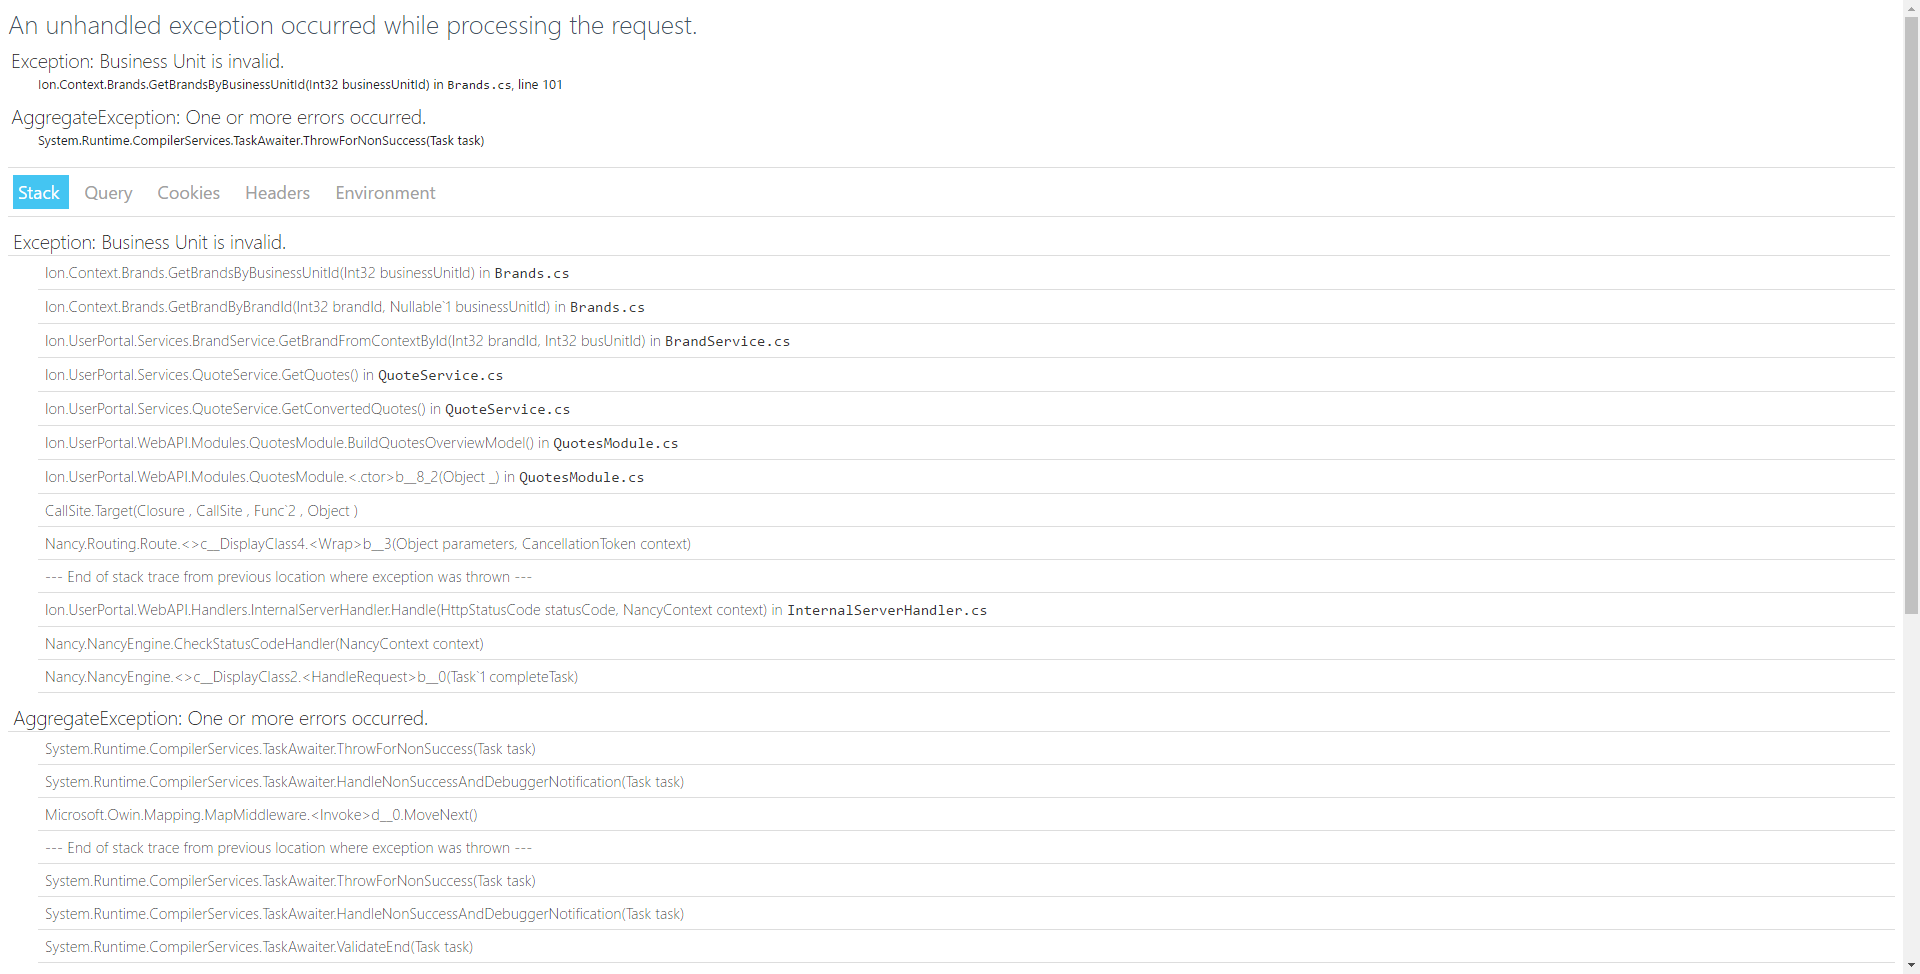 An unhandled exception occurred while processing the request.
Exception: Business Unit is invalid.
Ion.Context.Brands.GetBrandsByBusinessUnitId(Int32 businessUnitId) in Brands.cs, line 101
AggregateException: One or more errors occurred.
System.Runtime.CompilerServices.TaskAwaiter.ThrowForNonSuccess(Task task)
Stack Query Cookies Headers Environment
Exception: Business Unit is invalid.
Ion.Context.Brands.GetBrandsByBusinessUnitId(Int32 businessUnitId) in Brands.cs
Ion.Context.Brands.GetBrandByBrandId(Int32 brandId, Nullable`1 businessUnitId) in Brands.cs
Ion.UserPortal.Services.BrandService.GetBrandFromContextById(Int32 brandId, Int32 busUnitId) in BrandService.cs
Ion.UserPortal.Services.QuoteService.GetQuotes() in QuoteService.cs
Ion.UserPortal.Services.QuoteService.GetConvertedQuotes() in QuoteService.cs
Ion.UserPortal.WebAPI.Modules.QuotesModule.BuildQuotesOverviewModel() in QuotesModule.cs
Ion.UserPortal.WebAPI.Modules.QuotesModule.<.ctor>b__8_2(Object _) in QuotesModule.cs
CallSite.Target(Closure , CallSite , Func`2 , Object )
Nancy.Routing.Route.<>c__DisplayClass4.<Wrap>b__3(Object parameters, CancellationToken context)
--- End of stack trace from previous location where exception was thrown ---
Ion.UserPortal.WebAPI.Handlers.InternalServerHandler.Handle(HttpStatusCode statusCode, NancyContext context) in InternalServerHandler.cs
Nancy.NancyEngine.CheckStatusCodeHandler(NancyContext context)
Nancy.NancyEngine.<>c__DisplayClass2.<HandleRequest>b__0(Task`1 completeTask)
AggregateException: One or more errors occurred.
System.Runtime.CompilerServices.TaskAwaiter.ThrowForNonSuccess(Task task)
System.Runtime.CompilerServices.TaskAwaiter.HandleNonSuccessAndDebuggerNotification(Task task)
Microsoft.Owin.Mapping.MapMiddleware.<Invoke>d__0.MoveNext()
--- End of stack trace from previous location where exception was thrown ---
System.Runtime.CompilerServices.TaskAwaiter.ThrowForNonSuccess(Task task)
System.Runtime.CompilerServices.TaskAwaiter.HandleNonSuccessAndDebuggerNotification(Task task)
System.Runtime.CompilerServices.TaskAwaiter.ValidateEnd(Task task)